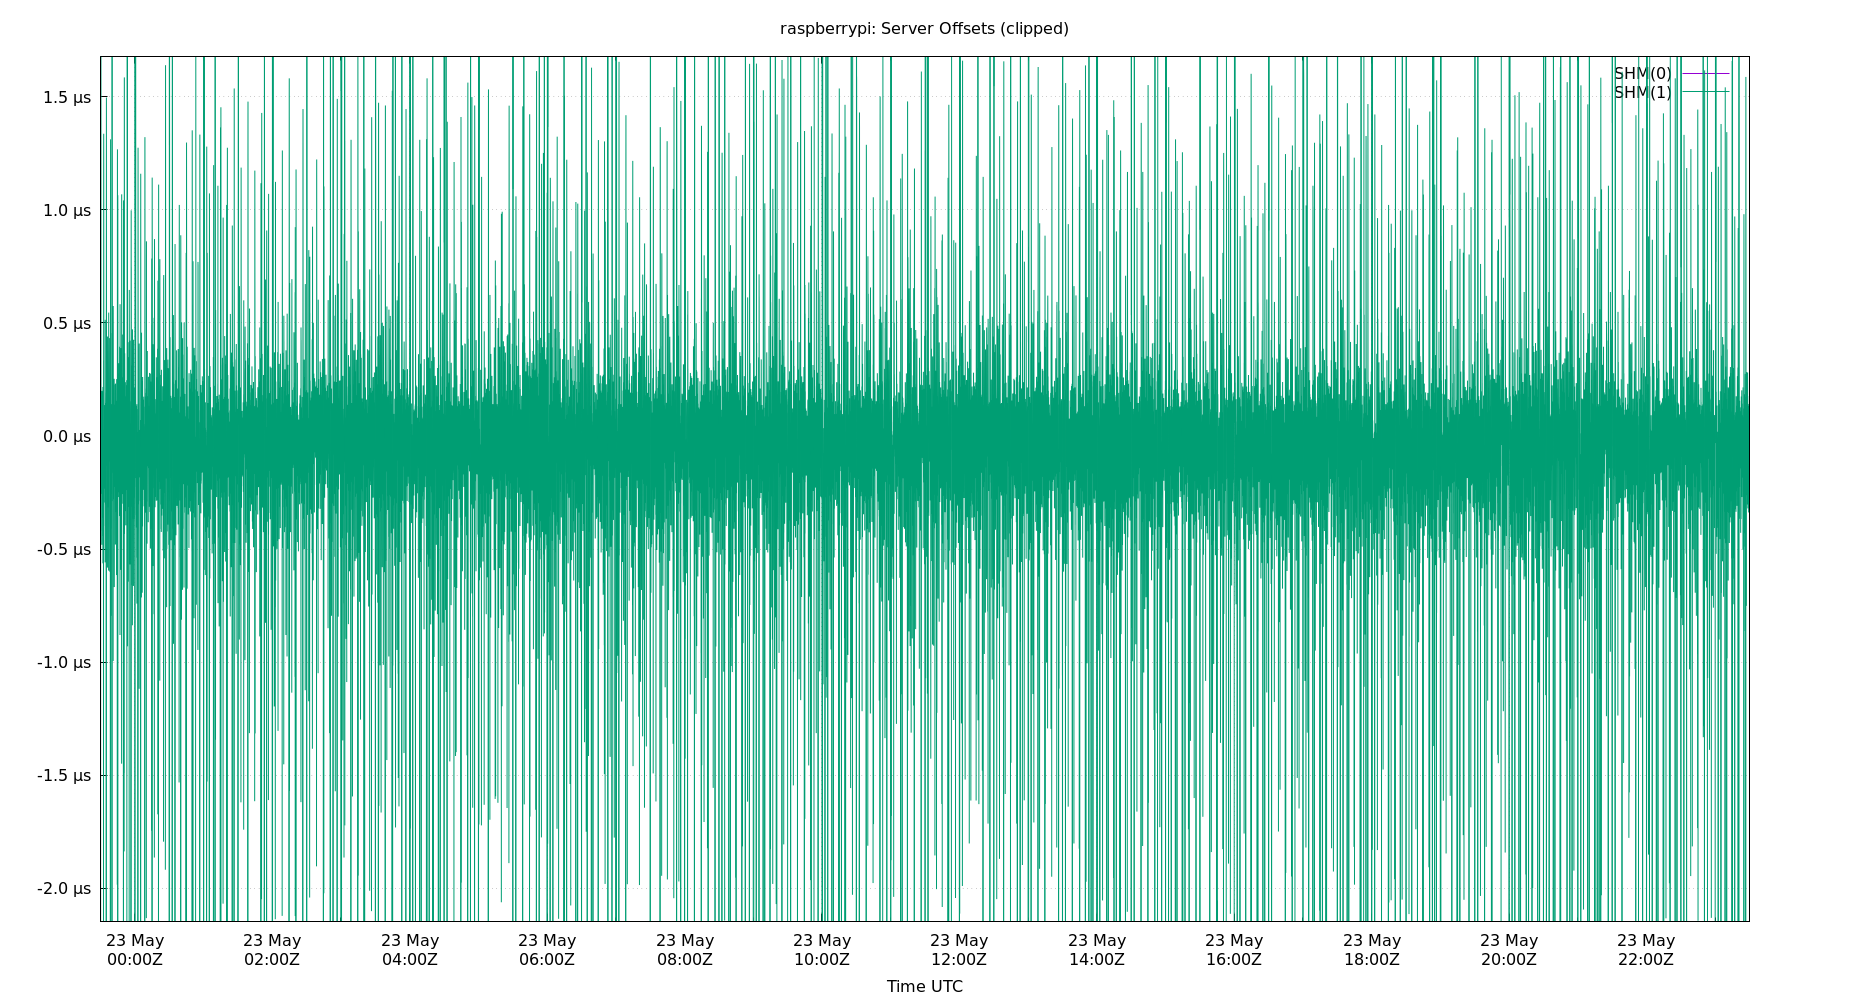 raspberrypi: Server Offsets (clipped)
SHM(0)
SHM(1)
1.5 µs
1.0 µs
0.5 µs
0.0 µs
-0.5 µs
-1.0 µs
-1.5 µs
-2.0 µs
23 May 23 May 23 May 23 May 23 May 23 May 23 May 23 May 23 May 23 May 23 May 23 May
00:00Z 02:00Z 04:00Z 06:00Z 08:00Z 10:00Z 12:00Z 14:00Z 16:00Z 18:00Z 20:00Z 22:00Z
Time UTC